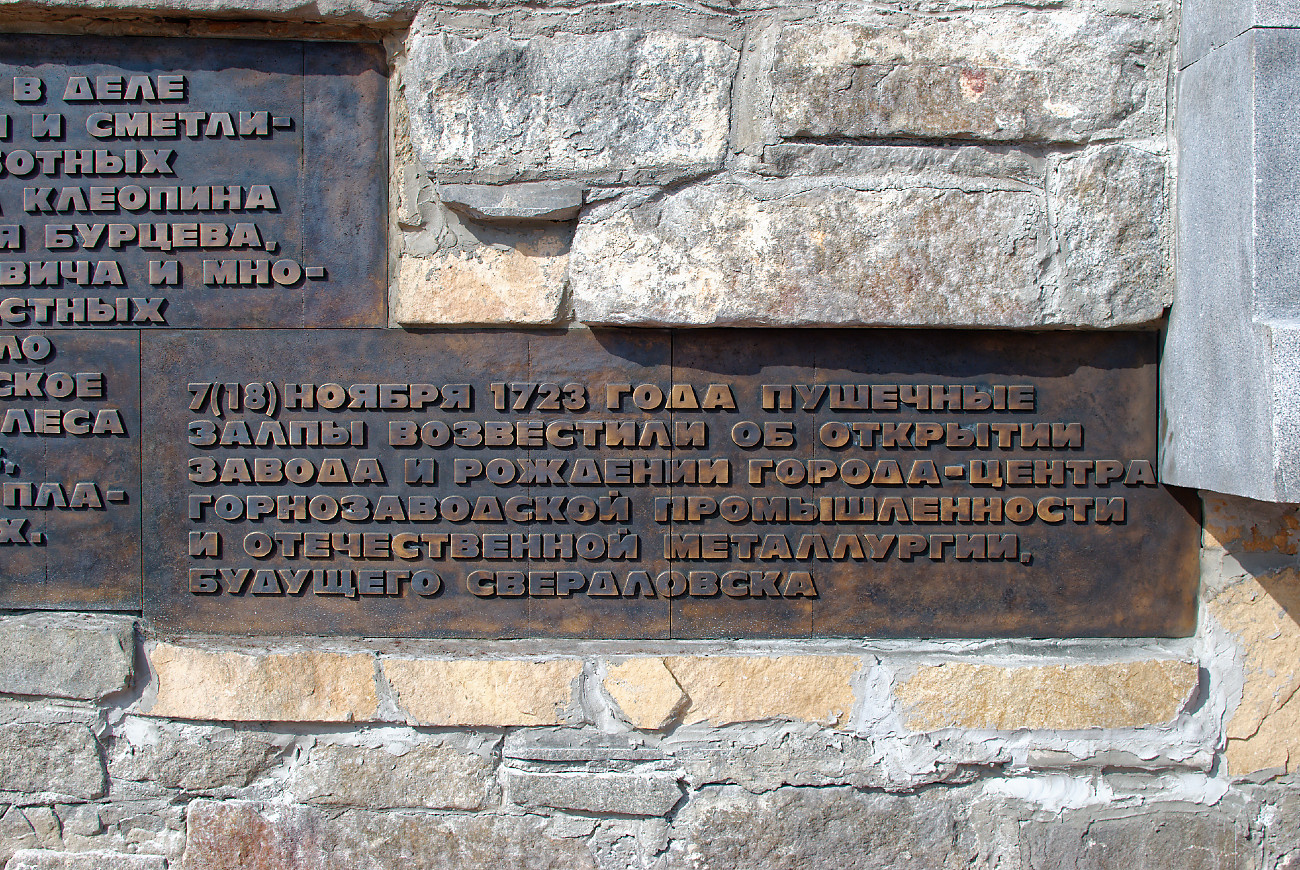 В ДЕЛЕ
И СМЕТЛИ-
КЛЕОПИНА
БУРЦЕВА,
И МНО-
7(18) НОЯБРЯ 1723 ГОДА ПУШЕЧНЫЕ
ЗАЛПЫ ВОЗВЕСТИЛИ ОБ ОТКРЫТИИ
ЗАВОДА И РОЖДЕНИИ ГОРОДА-ЦЕНТРА
ГОРНОЗАВОДСКОЙ ПРОМЫШЛЕННОСТИ
И ОТЕЧЕСТВЕННОЙ МЕТАЛЛУРГИИ,
БУДУЩЕГО СВЕРДЛОВСКА